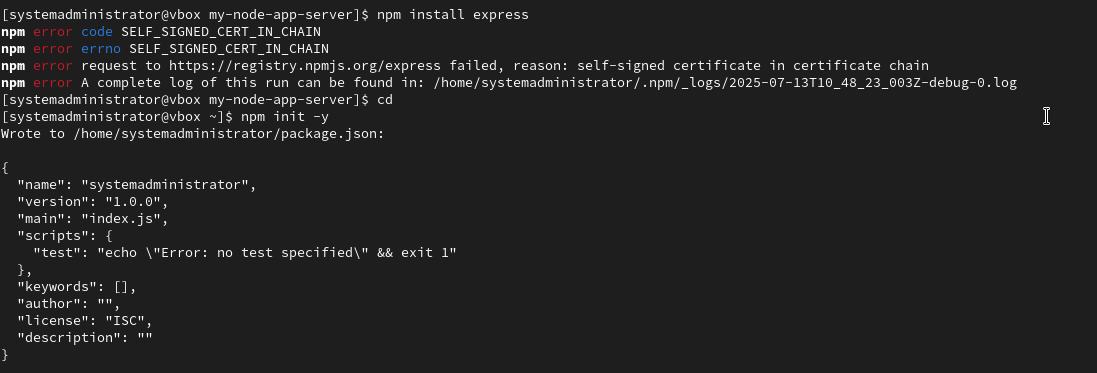 [systemadministrator@vbox my-node-app-server]$ npm install express
npm error code SELF_SIGNED_CERT_IN_CHAIN
npm error errno SELF_SIGNED_CERT_IN_CHAIN
npm error request to https://registry.npmjs.org/express failed, reason: self-signed certificate in certificate chain
npm error A complete log of this run can be found in: /home/systemadministrator/.npm/_logs/2025-07-13T10_48_23_003Z-debug-0.log
[systemadministrator@vbox my-node-app-server]$ cd
[systemadministrator@vbox ~]$ npm init -y
Wrote to /home/systemadministrator/package.json:

{
  "name": "systemadministrator",
  "version": "1.0.0",
  "main": "index.js",
  "scripts": {
    "test": "echo \"Error: no test specified\" && exit 1"
  },
  "keywords": [],
  "author": "",
  "license": "ISC",
  "description": ""
}